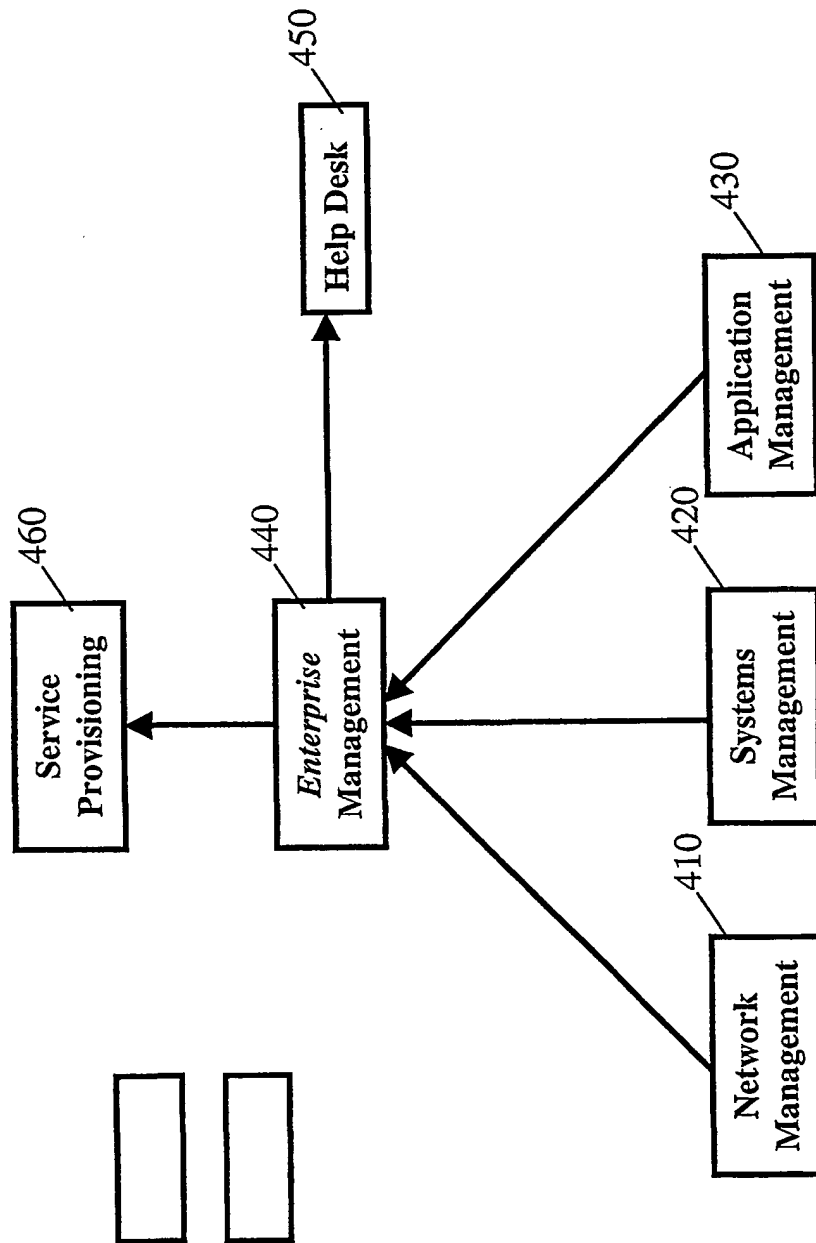 460
Service
Provisioning
440
Enterprise
Management
450
Help Desk
410
Network
Management
420
Systems
Management
430
Application
Management